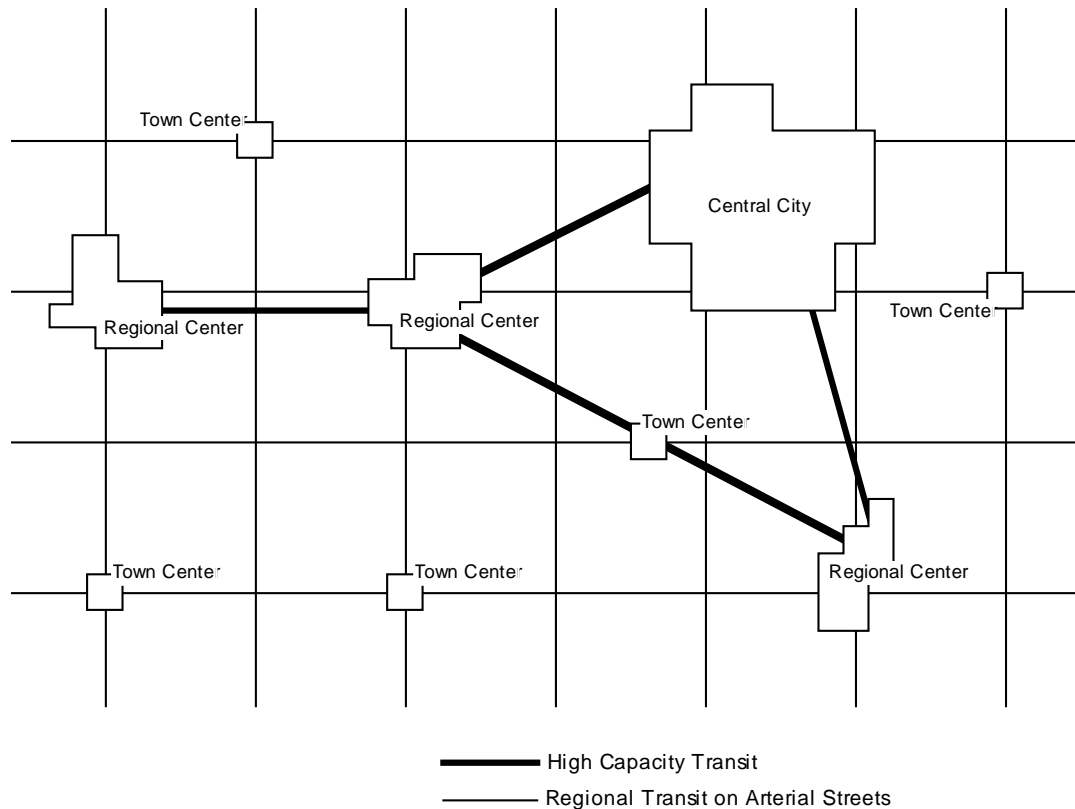 Town Center
Central City
Town Center
Regional Center
Regional Center
Town Center
Town Center
Town Center
Regional Center
High Capacity Transit
Regional Transit on Arterial Streets